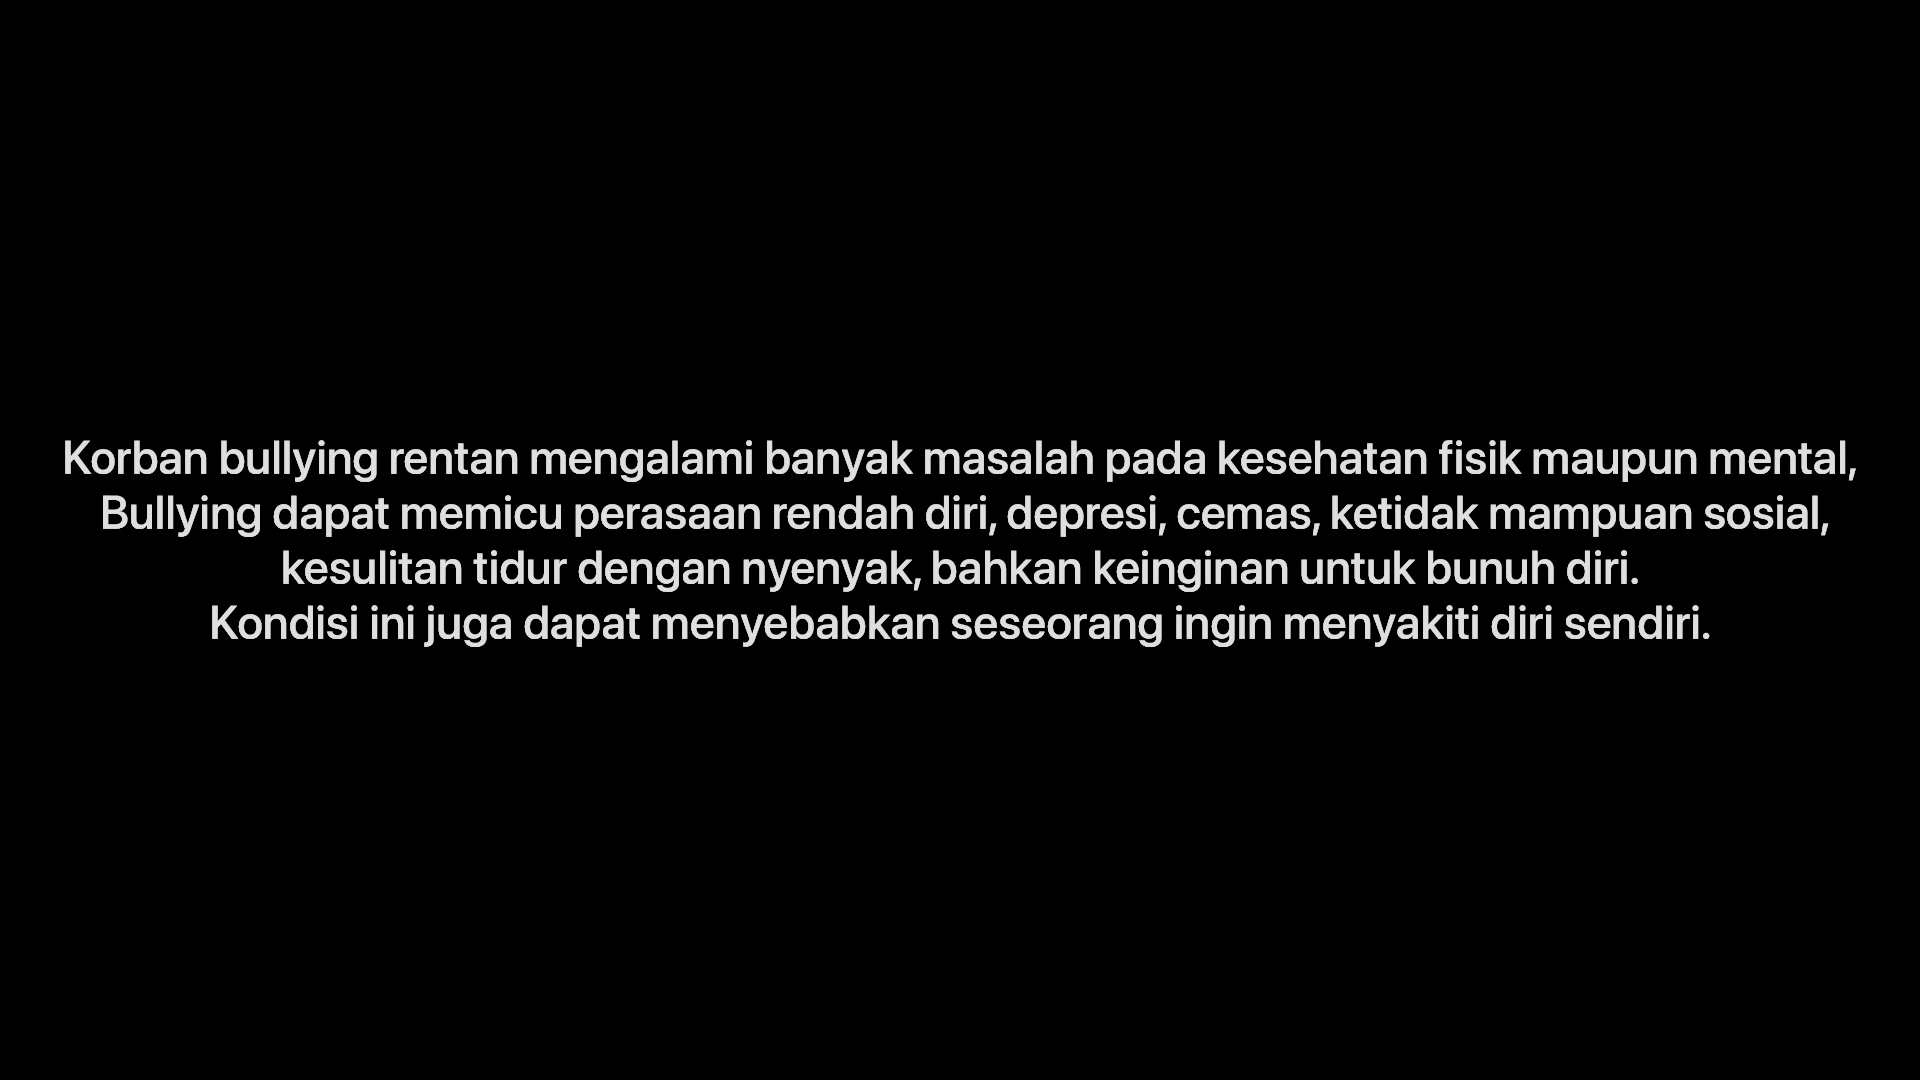 Korban bullying rentan mengalami banyak masalah pada kesehatan fisik maupun mental,
Bullying dapat memicu perasaan rendah diri, depresi, cemas, ketidak mampuan sosial,
kesulitan tidur dengan nyenyak, bahkan keinginan untuk bunuh diri.
Kondisi ini juga dapat menyebabkan seseorang ingin menyakiti diri sendiri.